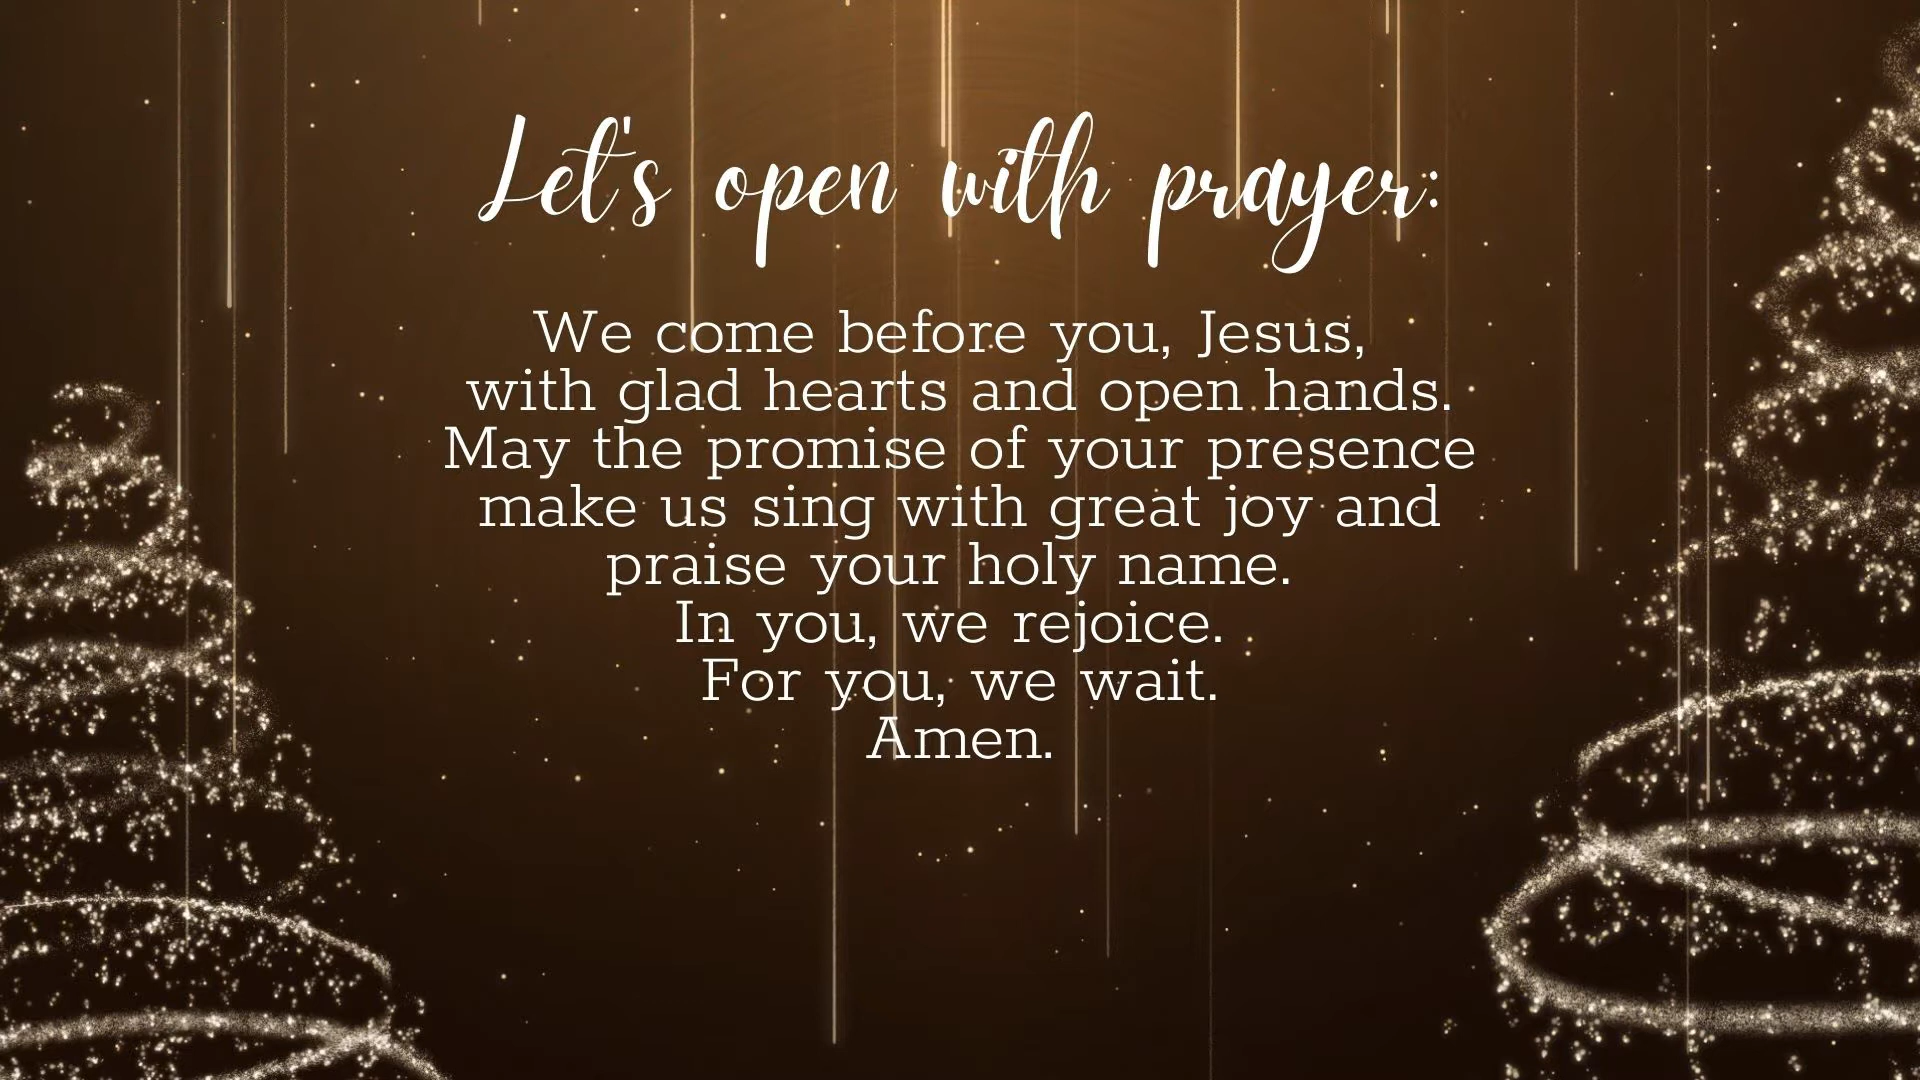 Let's open with prayer:
We come before you, Jesus,
with glad hearts and open hands.
May the promise of your presence
make us sing with great joy and
praise your holy name.
In you, we rejoice.
For you, we wait.
Amen.